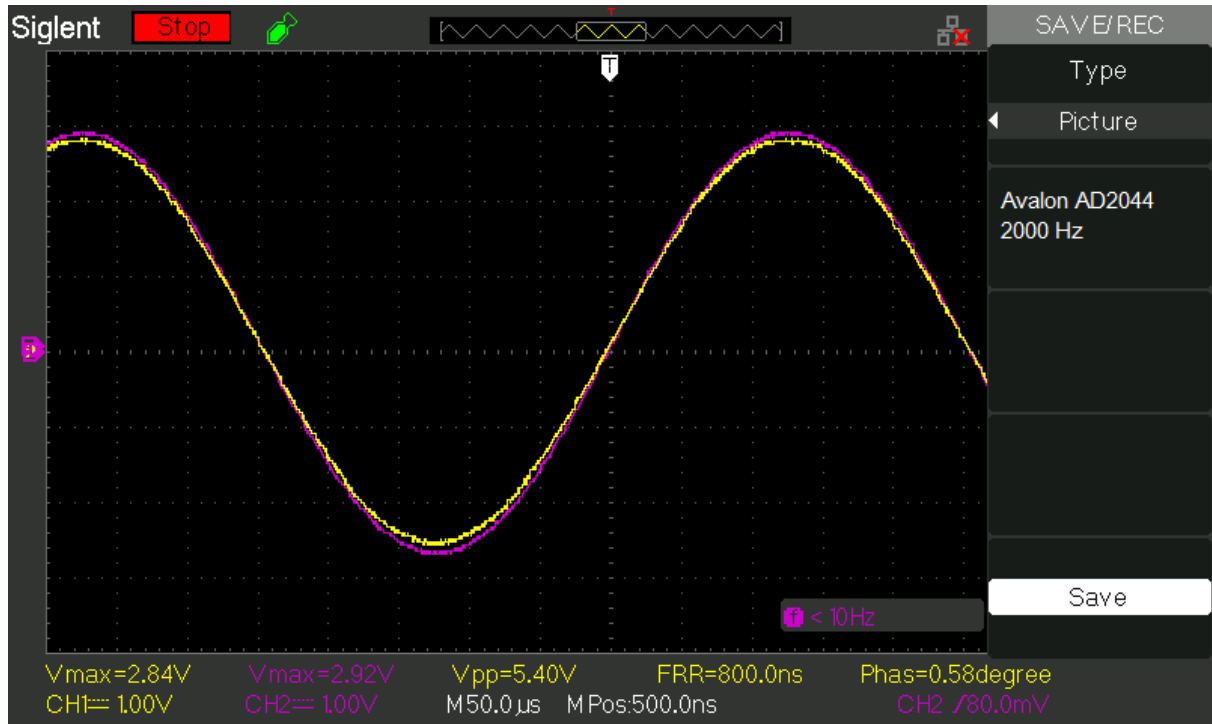 Siglent Stop
T
T
SAVE/REC
Type
Picture
Avalon AD2044
2000 Hz
f < 10Hz
Save
Vmax=2.84V Vmax=2.92V Vpp=5.40V FRR=800.0ns Phas=0.58degree
CH1 1.00V CH2 1.00V M50.0µs MPos:500.0ns CH2 80.0mV